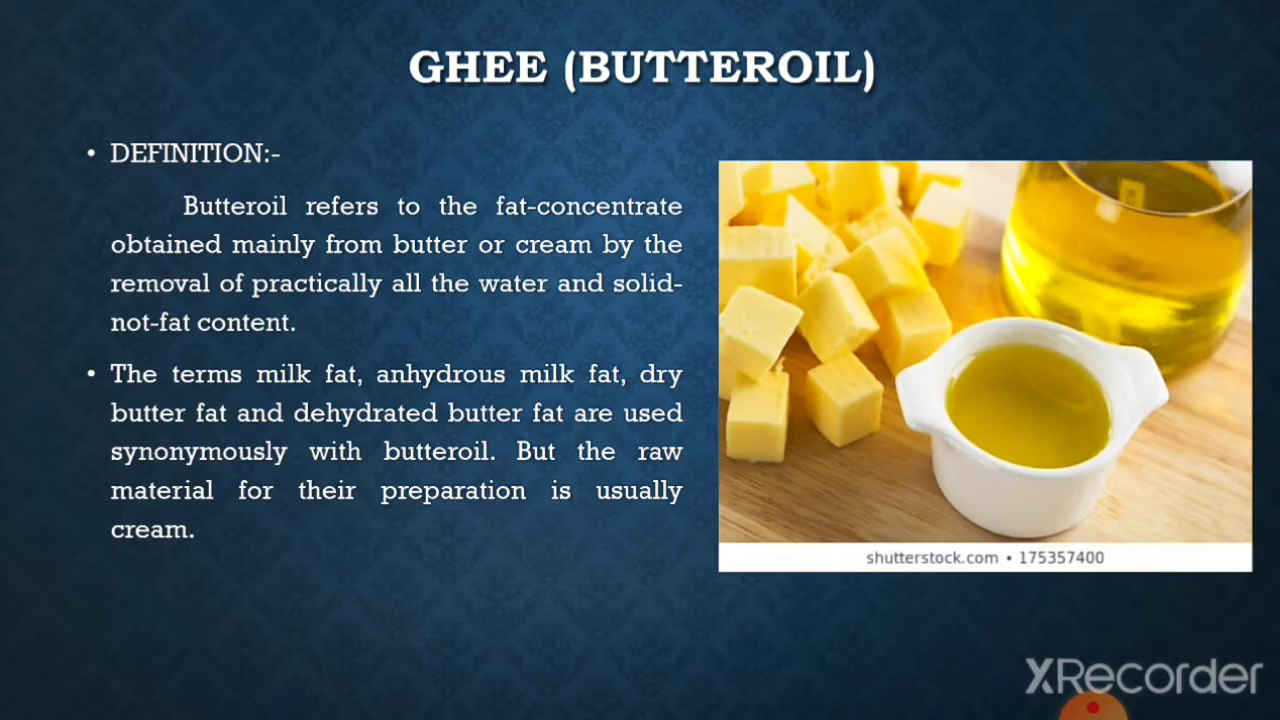 GHEE (BUTTEROIL)
• DEFINITION:-
Butteroil refers to the fat-concentrate
obtained mainly from butter or cream by the
removal of practically all the water and solid-
not-fat content.
• The terms milk fat, anhydrous milk fat, dry
butter fat and dehydrated butter fat are used
synonymously with butteroil. But the raw
material for their preparation is usually
cream.
shutterstock.com • 175357400
XRecorder